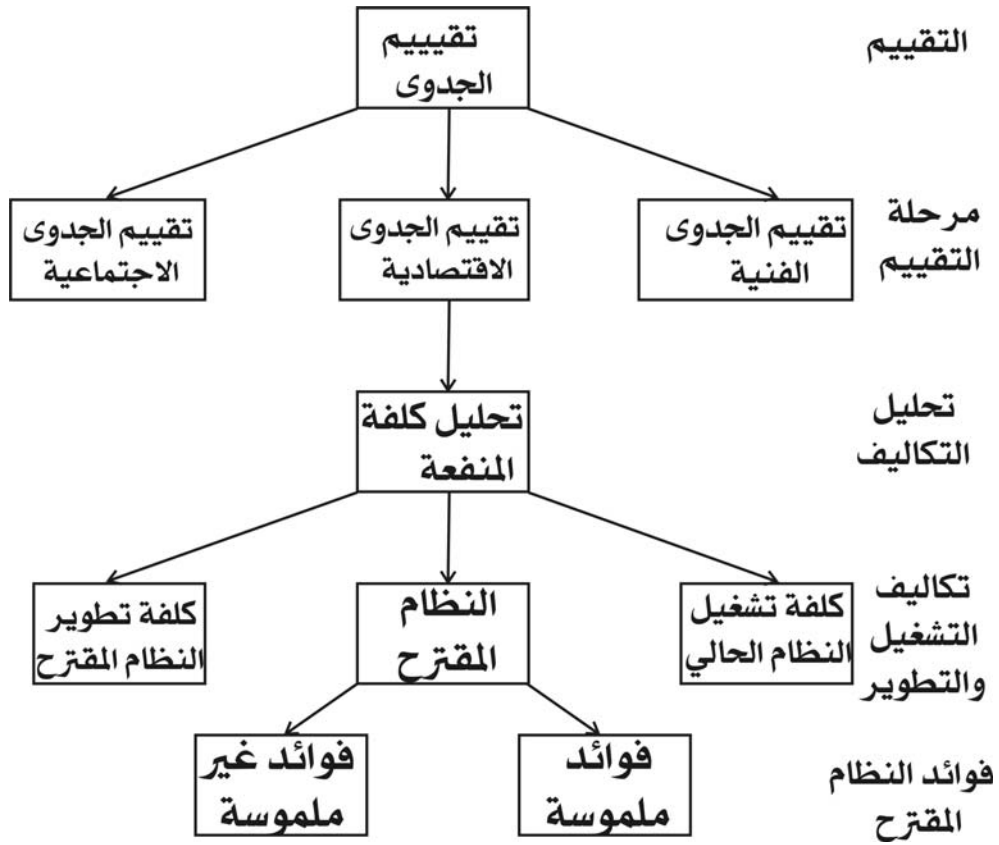 التقييم
تقيييم
الجدوى
مرحلة
التقييم
تقييم الجدوى
الفنية
تقييم الجدوى
الاقتصادية
تقييم الجدوى
الاجتماعية
تحليل
التكاليف
تحليل كلفة
المنفعة
تكاليف
التشغيل
والتطوير
كلفة تشغيل
النظام الحالي
النظام
المقترح
كلفة تطوير
النظام المقترح
فوائد النظام
المقترح
فوائد
ملموسة
فوائد غير
ملموسة